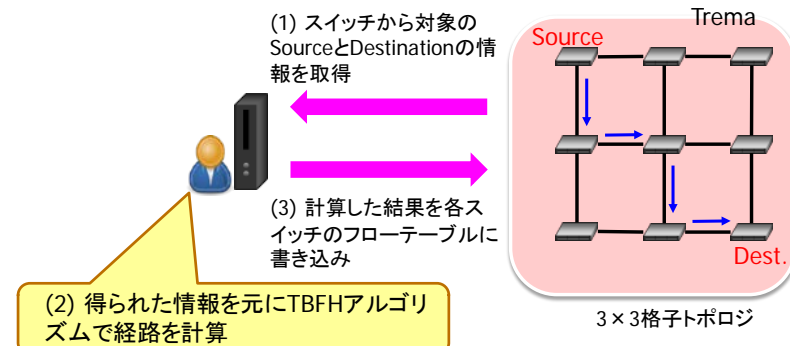 (1) スイッチから対象の
SourceとDestinationの情
報を取得
Trema
Source
(3) 計算した結果を各ス
イッチのフローテーブルに
書き込み
Dest.
(2) 得られた情報を元にTBFHアルゴリ
ズムで経路を計算
3×3格子トポロジ